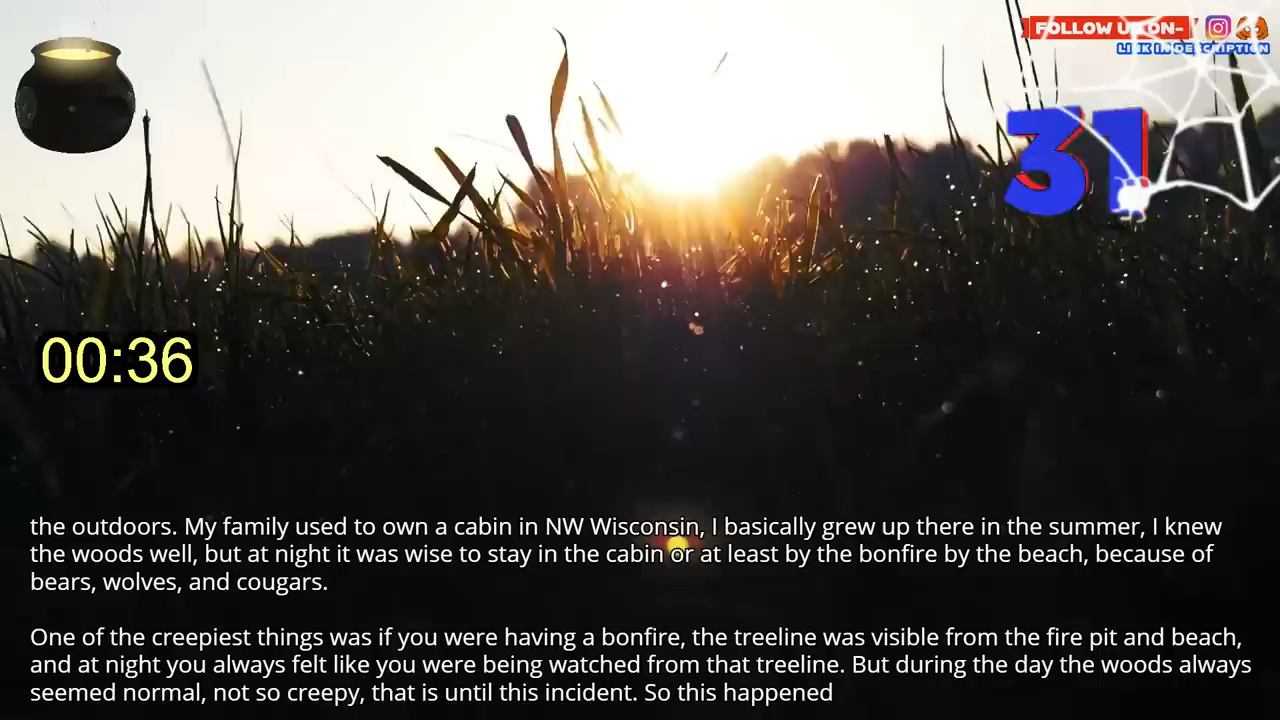 FOLLOW US ON-
LINK IN DESCRIPTION
31
00:36
the outdoors. My family used to own a cabin in NW Wisconsin, I basically grew up there in the summer, I knew
the woods well, but at night it was wise to stay in the cabin or at least by the bonfire by the beach, because of
bears, wolves, and cougars.
One of the creepiest things was if you were having a bonfire, the treeline was visible from the fire pit and beach,
and at night you always felt like you were being watched from that treeline. But during the day the woods always
seemed normal, not so creepy, that is until this incident. So this happened